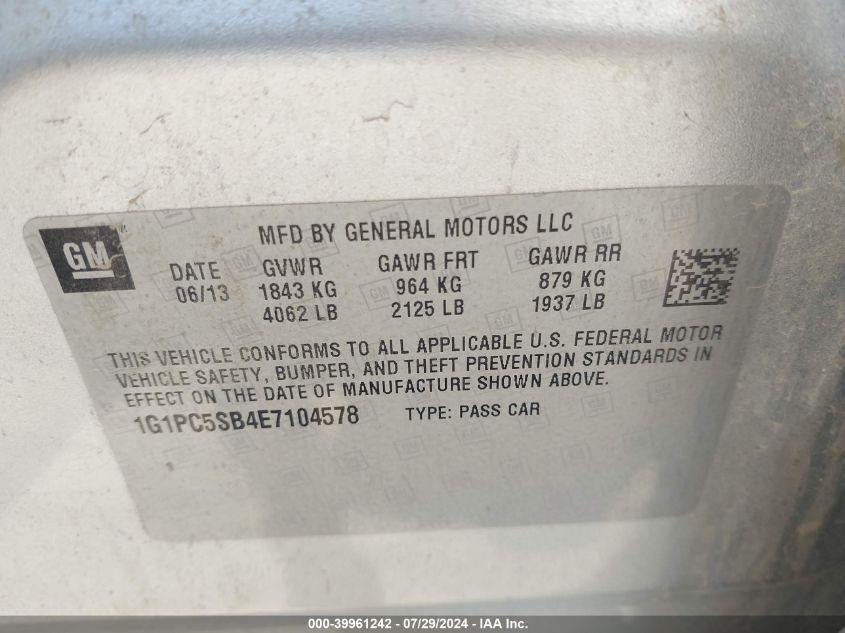 GM
MFD BY GENERAL MOTORS LLC
DATE GVWR GAWR FRT GAWR RR
06/13 1843 KG 964 KG 879 KG
4062 LB 2125 LB 1937 LB
THIS VEHICLE CONFORMS TO ALL APPLICABLE U.S. FEDERAL MOTOR
VEHICLE SAFETY, BUMPER, AND THEFT PREVENTION STANDARDS IN
EFFECT ON THE DATE OF MANUFACTURE SHOWN ABOVE.
1G1PC5SB4E7104578 TYPE: PASS CAR
000-39961242 - 07/29/2024 - IAA Inc.